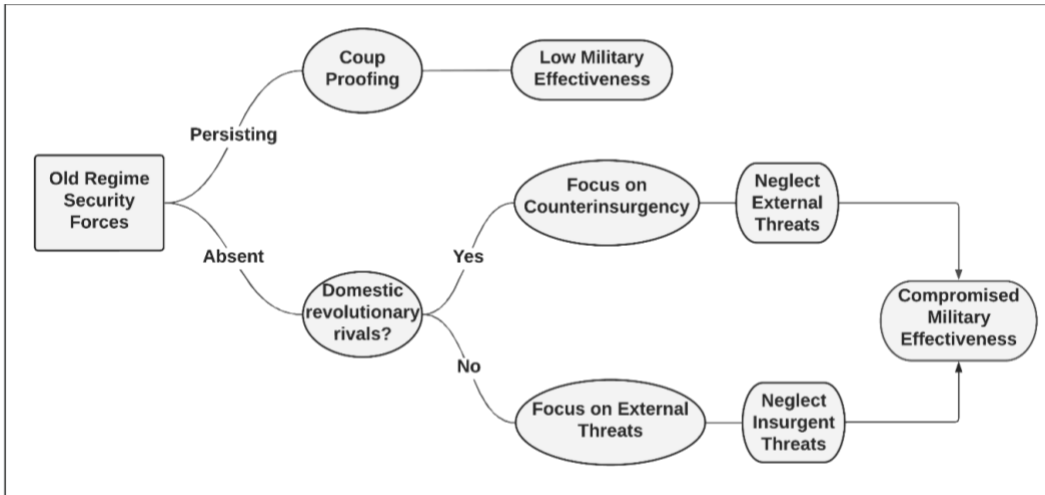 Coup
Proofing
Low Military
Effectiveness
Persisting
Old Regime
Security
Forces
Absent
Domestic
revolutionary
rivals?
Yes
Focus on
Counterinsurgency
Neglect
External
Threats
No
Focus on External
Threats
Neglect
Insurgent
Threats
Compromised
Military
Effectiveness